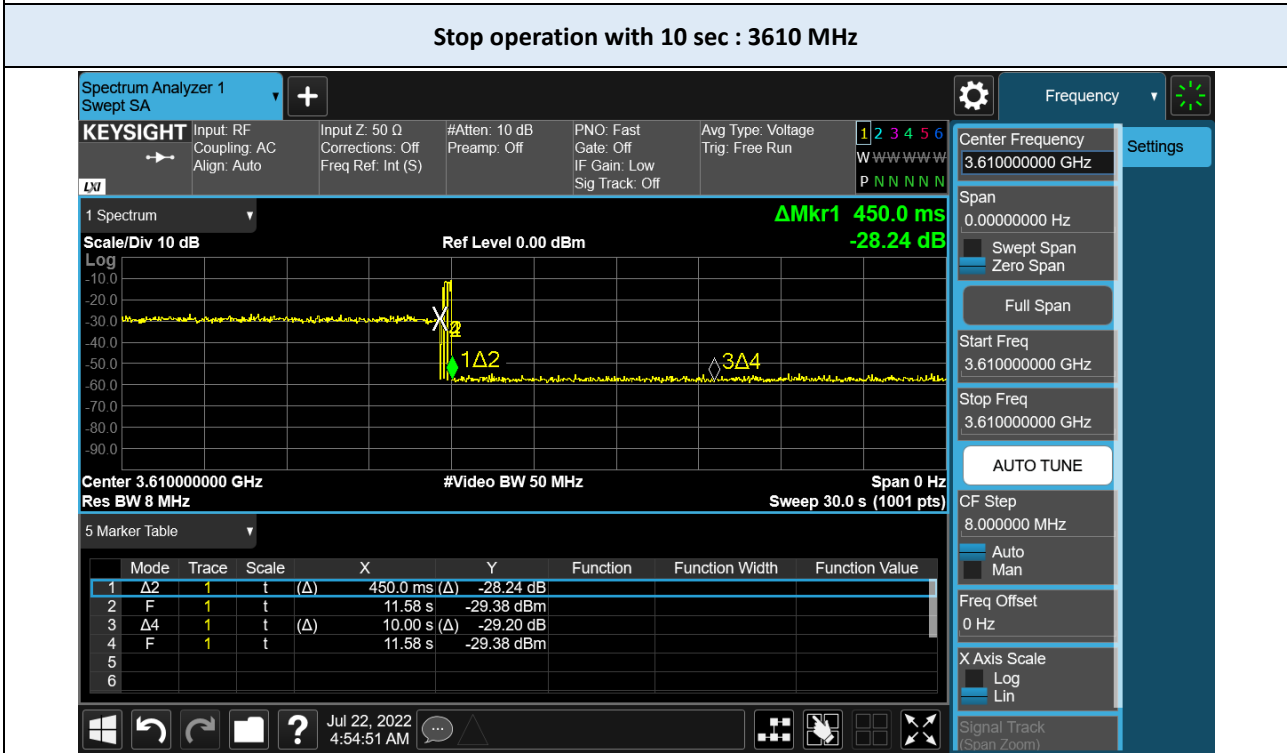 Stop operation with 10 sec : 3610 MHz
Spectrum Analyzer 1
Swept SA
Frequency
KEYSIGHT
LXI
Input: RF
Coupling: AC
Align: Auto
Input Z: 50 Ω
Corrections: Off
Freq Ref: Int (S)
#Atten: 10 dB
Preamp: Off
PNO: Fast
Gate: Off
IF Gain: Low
Sig Track: Off
Avg Type: Voltage
Trig: Free Run
1 2 3 4 5 6
W W W W W W
P N N N N N
1 Spectrum
ΔMkr1 450.0 ms
Scale/Div 10 dB Ref Level 0.00 dBm -28.24 dB
Log
-10.0
-20.0
-30.0
-40.0
-50.0
-60.0
-70.0
-80.0
-90.0
1Δ2
3Δ4
Center 3.610000000 GHz #Video BW 50 MHz Span 0 Hz
Res BW 8 MHz Sweep 30.0 s (1001 pts)
5 Marker Table
Mode Trace Scale X Y Function Function Width Function Value
1 Δ2 1 t (Δ) 450.0 ms (Δ) -28.24 dB
2 F 1 t 11.58 s -29.38 dBm
3 Δ4 1 t (Δ) 10.00 s (Δ) -29.20 dB
4 F 1 t 11.58 s -29.38 dBm
5
6
Jul 22, 2022
4:54:51 AM
Settings
Center Frequency
3.610000000 GHz
Span
0.00000000 Hz
Swept Span
Zero Span
Full Span
Start Freq
3.610000000 GHz
Stop Freq
3.610000000 GHz
AUTO TUNE
CF Step
8.000000 MHz
Auto
Man
Freq Offset
0 Hz
X Axis Scale
Log
Lin
Signal Track
(Span Zoom)